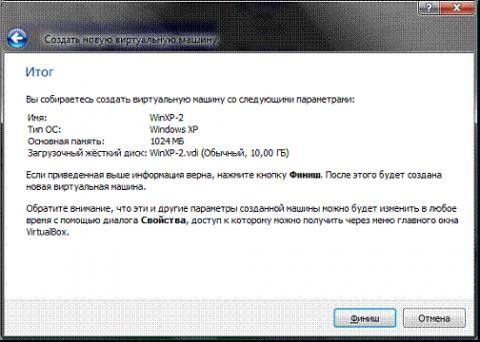 Создать новую виртуальную машину
Итог
Вы собираетесь создать виртуальную машину со следующими параметрами:
Имя: WinXP-2
Тип ОС: Windows XP
Основная память: 1024 МБ
Загрузочный жёсткий диск: WinXP-2.vdi (Обычный, 10,00 ГБ)
Если приведенная выше информация верна, нажмите кнопку Финиш. После этого будет создана
новая виртуальная машина.
Обратите внимание, что эти и другие параметры созданной машины можно будет изменить в любое
время с помощью диалога Свойства, доступ к которому можно получить через меню главного окна
VirtualBox.
Финиш Отмена